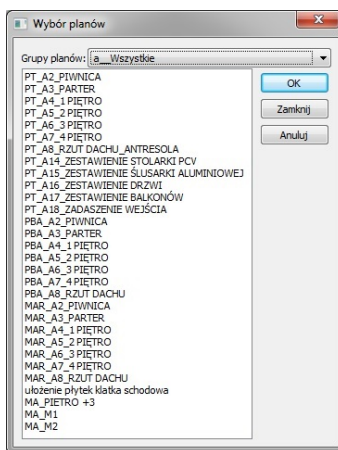 Wybór planów
Grupy planów: a__Wszystkie
OK
Zamknij
Anuluj
PT_A2_PIWNICA
PT_A3_PARTER
PT_A4_1 PIĘTRO
PT_A5_2 PIĘTRO
PT_A6_3 PIĘTRO
PT_A7_4 PIĘTRO
PT_A8_RZUT DACHU_ANTRESOLA
PT_A14_ZESTAWIENIE STOLARKI PCV
PT_A15_ZESTAWIENIE ŚLUSARKI ALUMINIOWEJ
PT_A16_ZESTAWIENIE DRZWI
PT_A17_ZESTAWIENIE BALKONÓW
PT_A18_ZADASZENIE WEJŚCIA
PBA_A2_PIWNICA
PBA_A3_PARTER
PBA_A4_1 PIĘTRO
PBA_A5_2 PIĘTRO
PBA_A6_3 PIĘTRO
PBA_A7_4 PIĘTRO
PBA_A8_RZUT DACHU
MAR_A2_PIWNICA
MAR_A3_PARTER
MAR_A4_1 PIĘTRO
MAR_A5_2 PIĘTRO
MAR_A6_3 PIĘTRO
MAR_A7_4 PIĘTRO
MAR_A8_RZUT DACHU
ułożenie płytek klatka schodowa
MA_PIETRO +3
MA_M1
MA_M2